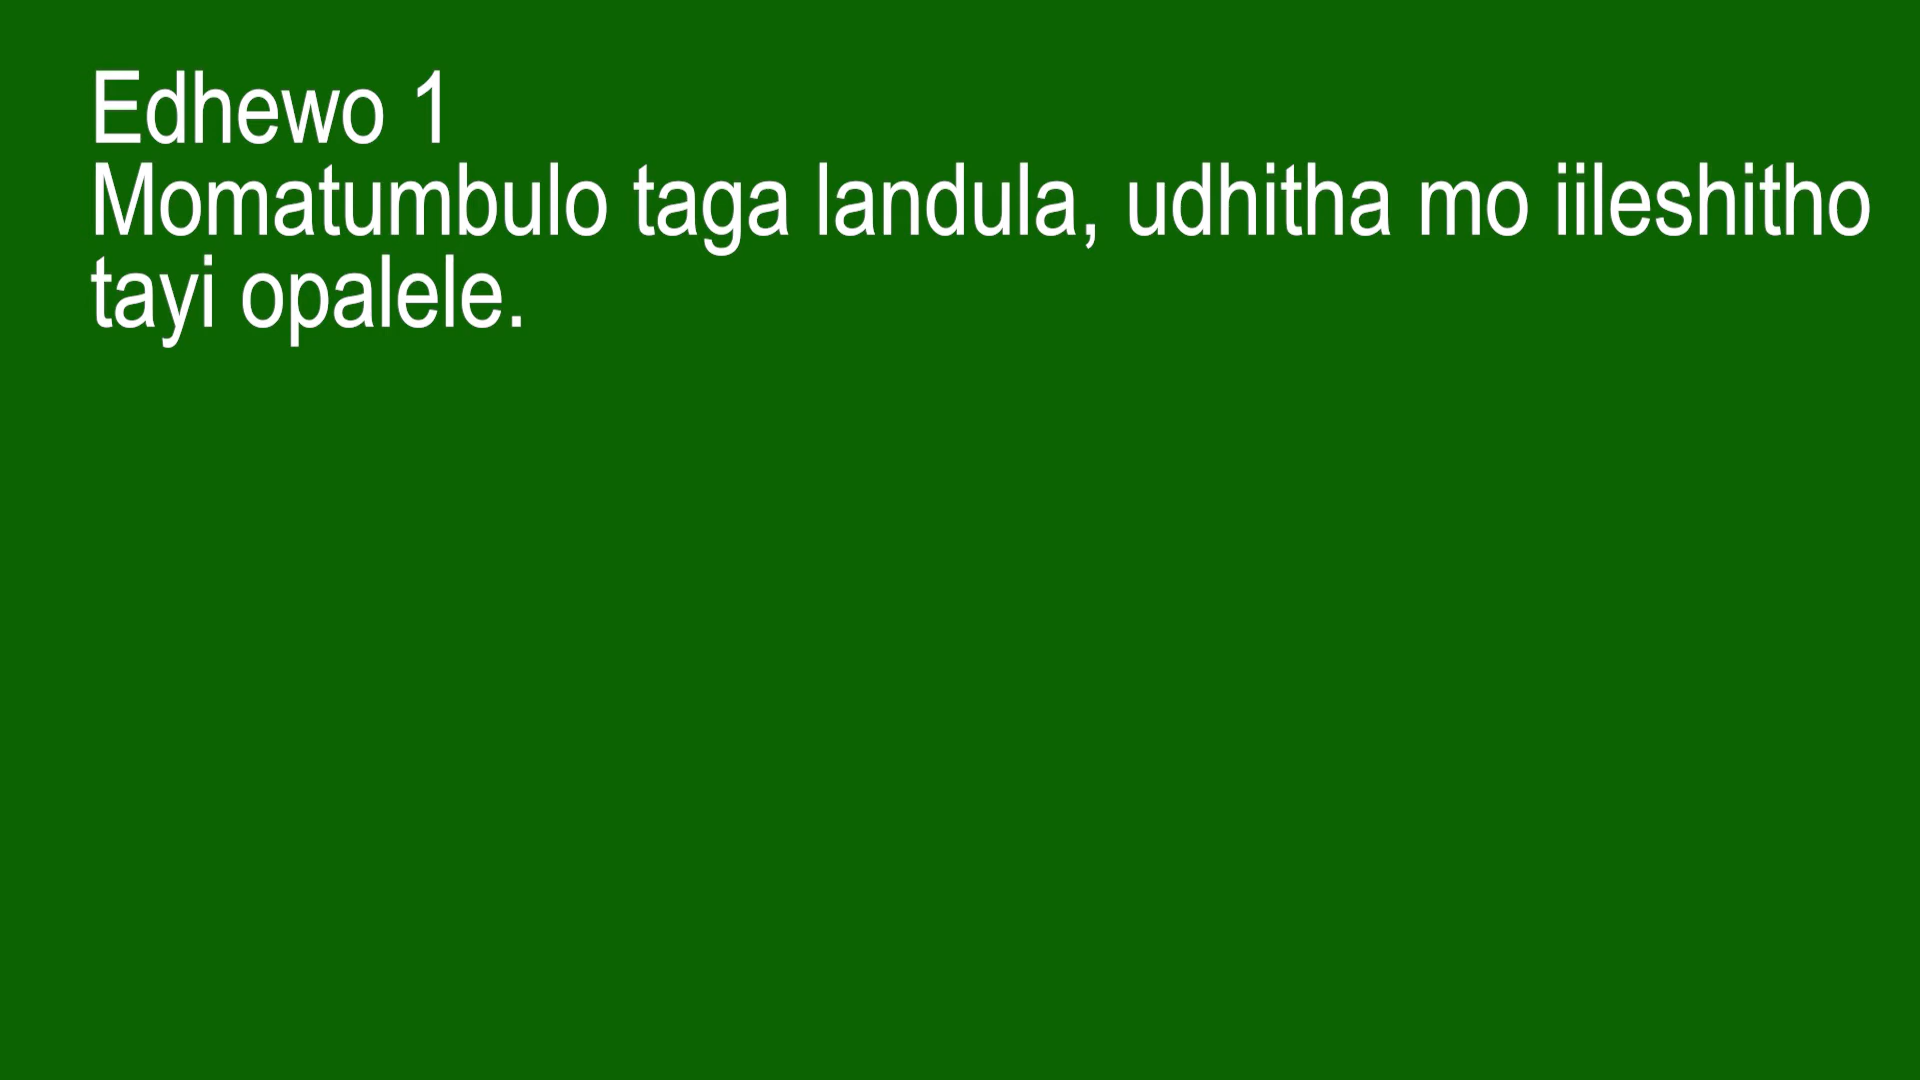 Edhewo 1
Momatumbulo taga landula, udhitha mo iileshitho
tayi opalele.